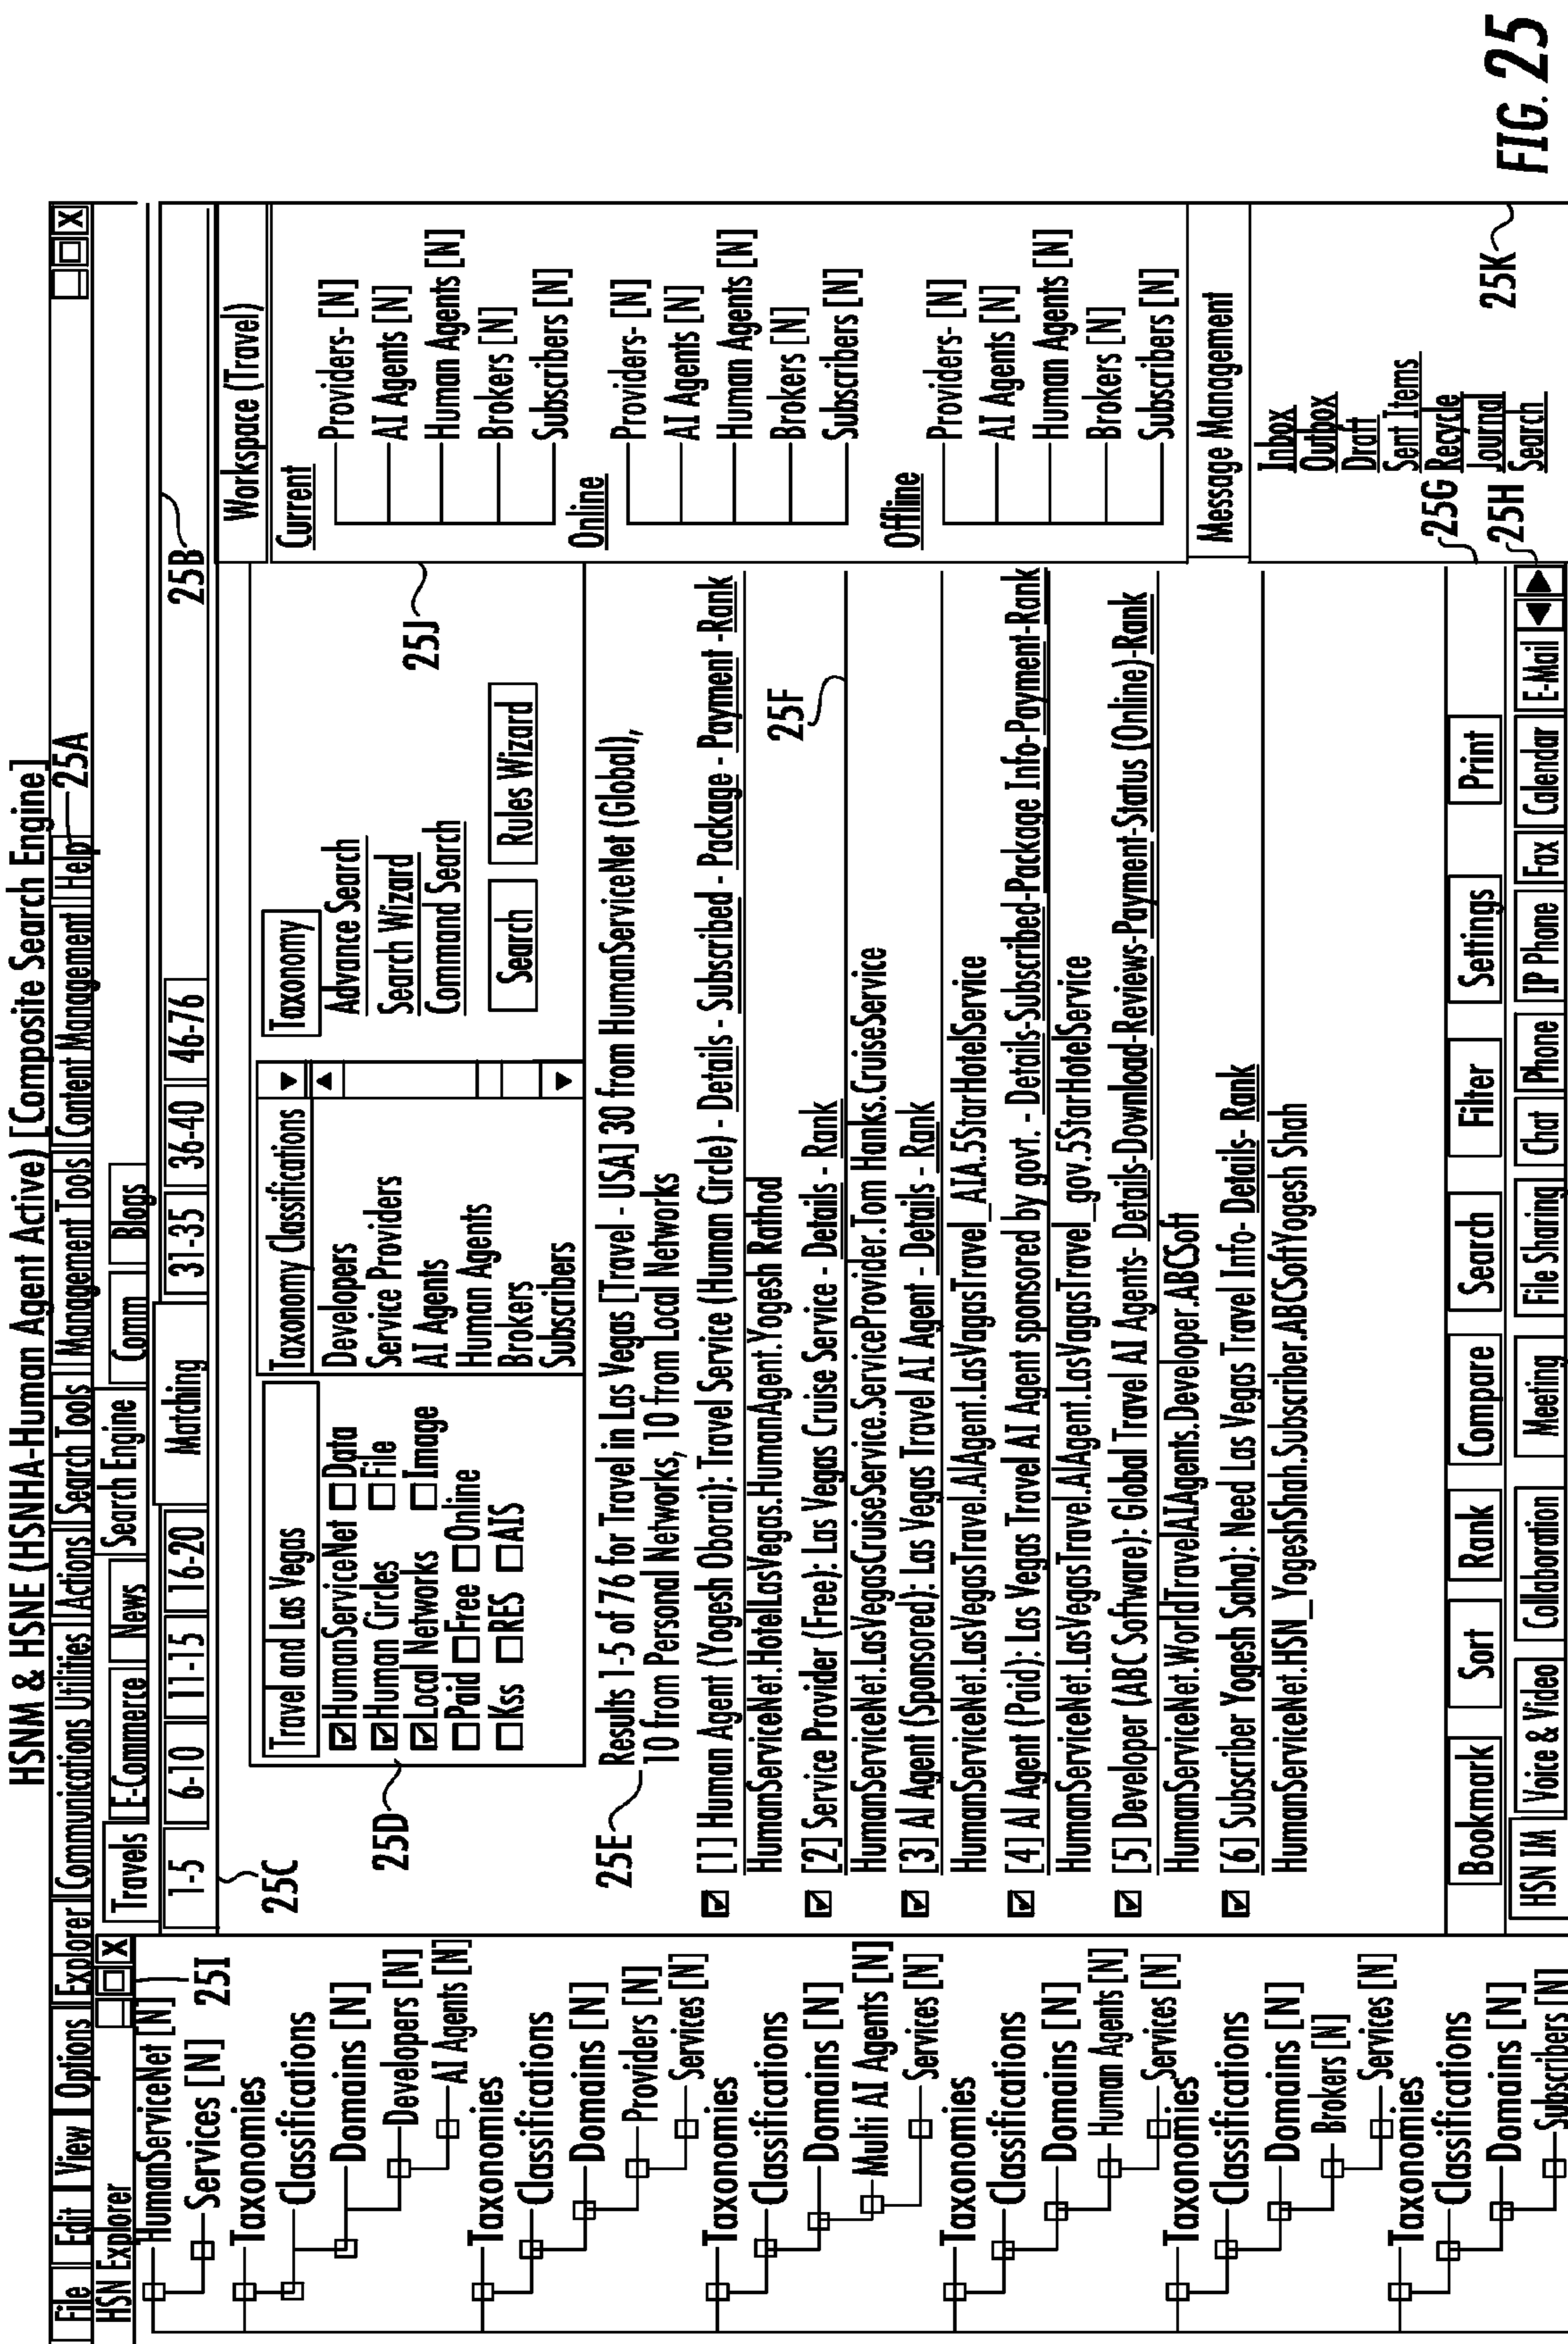 HSNM & HSNE (HSNHA-Human Agent Active) [Composite Search Engine]
File Edit View Options Explorer Communications Utilities Actions Search Tools Management Tools Content Management Help 25A
HSN Explorer
X
X
Travels E-Commerce News Search Engine Comm Blogs
25B
1-5 6-10 11-15 16-20 Matching 31-35 36-40 46-76
25C
25I
HumanServiceNet [N]
Services [N]
Taxonomies
Classifications
Domains [N]
Developers [N]
AI Agents [N]
Taxonomies
Classifications
Domains [N]
Providers [N]
Services [N]
Taxonomies
Classifications
Domains [N]
Multi AI Agents [N]
Services [N]
Taxonomies
Classifications
Domains [N]
Human Agents [N]
Services [N]
Taxonomies
Classifications
Domains [N]
Brokers [N]
Services [N]
Taxonomies
Classifications
Domains [N]
Subscribers [N]
25D
Travel and Las Vegas
HumanServiceNet Data
Human Circles File
Local Networks Image
Paid Free Online
Kss RES AIS
Taxonomy Classifications
Developers
Service Providers
AI Agents
Human Agents
Brokers
Subscribers
Taxonomy
Advance Search
Search Wizard
Command Search
Search Rules Wizard
25J
25E
Results 1-5 of 76 for Travel in Las Vegas [Travel - USA] 30 from HumanServiceNet (Global),
10 from Personal Networks, 10 from Local Networks
[1] Human Agent (Yogesh Oborai): Travel Service (Human Circle) - Details - Subscribed - Package - Payment -Rank
HumanServiceNet.HotelLasVegas.HumanAgent.Yogesh Rathod
25F
[2] Service Provider (Free): Las Vegas Cruise Service - Details - Rank
HumanServiceNet.LasVegasCruiseService.ServiceProvider.Tom Hanks.CruiseService
[3] AI Agent (Sponsored): Las Vegas Travel AI Agent - Details - Rank
HumanServiceNet.LasVegasTravel.AIAgent.LasVagasTravel_AIA.5StarHotelService
[4] AI Agent (Paid): Las Vegas Travel AI Agent sponsored by govt. - Details-Subscribed-Package Info-Payment-Rank
HumanServiceNet.LasVegasTravel.AIAgent.LasVagasTravel_gov.5StarHotelService
[5] Developer (ABC Software): Global Travel AI Agents- Details-Download-Reviews-Payment-Status (Online)-Rank
HumanServiceNet.WorldTravelAIAgents.Developer.ABCSoft
[6] Subscriber Yogesh Saha): Need Las Vegas Travel Info- Details- Rank
HumanServiceNet.HSN_YogeshShah.Subscriber.ABCSoftYogesh Shah
Workspace (Travel)
Current
Providers- [N]
AI Agents [N]
Human Agents [N]
Brokers [N]
Subscribers [N]
Online
Providers- [N]
AI Agents [N]
Human Agents [N]
Brokers [N]
Subscribers [N]
Offline
Providers- [N]
AI Agents [N]
Human Agents [N]
Brokers [N]
Subscribers [N]
Message Management
Inbox
Outbox
Draft
Sent Items
Recycle
Journal
Search
25G
25H
25K
Bookmark Sort Rank Compare Search Filter Settings Print
HSN IM Voice & Video Collaboration Meeting File Sharing Chat Phone IP Phone Fax Calendar E-Mail
FIG. 25